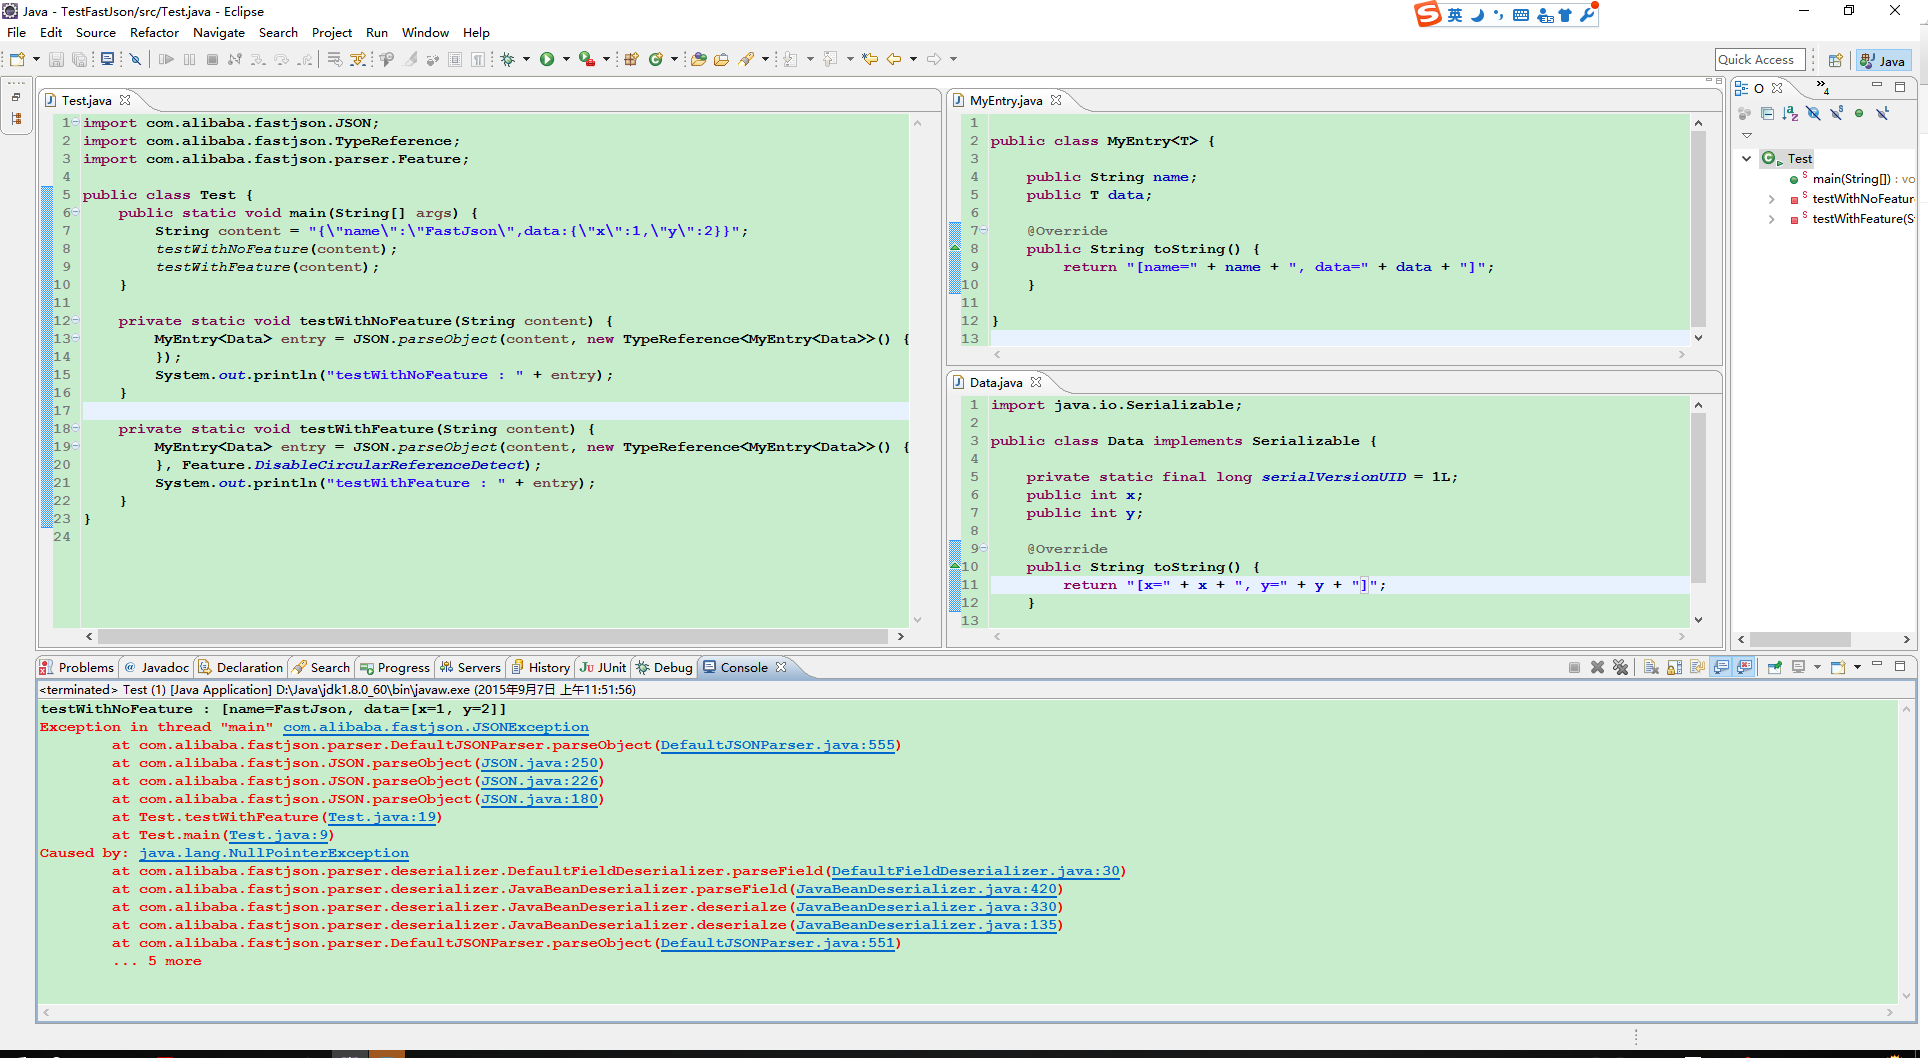 Java - TestFastJson/src/Test.java - Eclipse
英
File Edit Source Refactor Navigate Search Project Run Window Help
Quick Access
Java
Test.java
1 import com.alibaba.fastjson.JSON;
2 import com.alibaba.fastjson.TypeReference;
3 import com.alibaba.fastjson.parser.Feature;
4
5 public class Test {
6 public static void main(String[] args) {
7 String content = "{\"name\":\"FastJson\",data:{\"x\":1,\"y\":2}}";
8 testWithNoFeature(content);
9 testWithFeature(content);
10 }
11
12 private static void testWithNoFeature(String content) {
13 MyEntry<Data> entry = JSON.parseObject(content, new TypeReference<MyEntry<Data>>() {
14 });
15 System.out.println("testWithNoFeature : " + entry);
16 }
17
18 private static void testWithFeature(String content) {
19 MyEntry<Data> entry = JSON.parseObject(content, new TypeReference<MyEntry<Data>>() {
20 }, Feature.DisableCircularReferenceDetect);
21 System.out.println("testWithFeature : " + entry);
22 }
23 }
24
MyEntry.java
1
2 public class MyEntry<T> {
3
4 public String name;
5 public T data;
6
7 @Override
8 public String toString() {
9 return "[name=" + name + ", data=" + data + "]";
10 }
11
12 }
13
Data.java
1 import java.io.Serializable;
2
3 public class Data implements Serializable {
4
5 private static final long serialVersionUID = 1L;
6 public int x;
7 public int y;
8
9 @Override
10 public String toString() {
11 return "[x=" + x + ", y=" + y + "]";
12 }
13
O
4
Test
main(String[]) : vo
testWithNoFeatur
testWithFeature(S
Problems Javadoc Declaration Search Progress Servers History JUnit Debug Console
<terminated> Test (1) [Java Application] D:\Java\jdk1.8.0_60\bin\javaw.exe (2015年9月7日 上午11:51:56)
testWithNoFeature : [name=FastJson, data=[x=1, y=2]]
Exception in thread "main" com.alibaba.fastjson.JSONException
at com.alibaba.fastjson.parser.DefaultJSONParser.parseObject(DefaultJSONParser.java:555)
at com.alibaba.fastjson.JSON.parseObject(JSON.java:250)
at com.alibaba.fastjson.JSON.parseObject(JSON.java:226)
at com.alibaba.fastjson.JSON.parseObject(JSON.java:180)
at Test.testWithFeature(Test.java:19)
at Test.main(Test.java:9)
Caused by: java.lang.NullPointerException
at com.alibaba.fastjson.parser.deserializer.DefaultFieldDeserializer.parseField(DefaultFieldDeserializer.java:30)
at com.alibaba.fastjson.parser.deserializer.JavaBeanDeserializer.parseField(JavaBeanDeserializer.java:420)
at com.alibaba.fastjson.parser.deserializer.JavaBeanDeserializer.deserialze(JavaBeanDeserializer.java:330)
at com.alibaba.fastjson.parser.deserializer.JavaBeanDeserializer.deserialze(JavaBeanDeserializer.java:135)
at com.alibaba.fastjson.parser.DefaultJSONParser.parseObject(DefaultJSONParser.java:551)
... 5 more